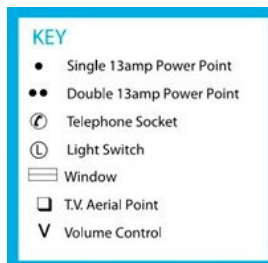 KEY
● Single 13amp Power Point
●● Double 13amp Power Point
✆ Telephone Socket
Ⓛ Light Switch
Window
❑ T.V. Aerial Point
V Volume Control